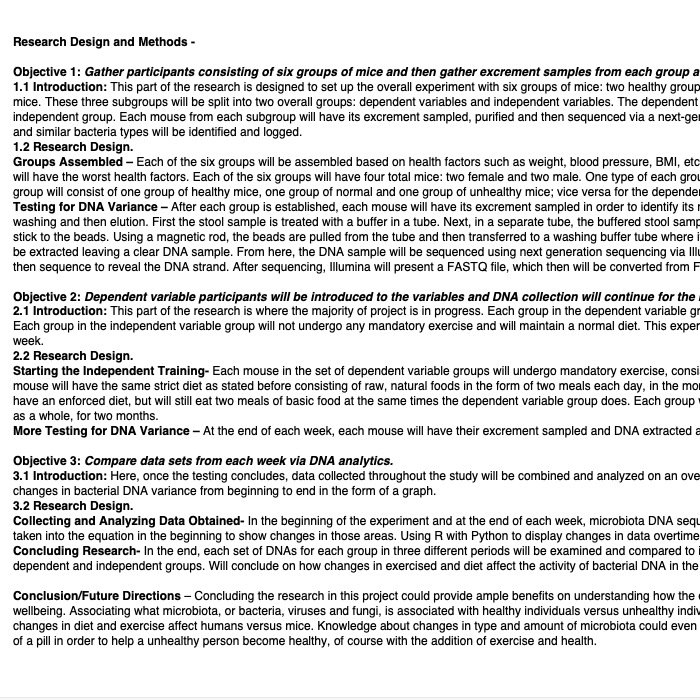 Research Design and Methods -
Objective 1: Gather participants consisting of six groups of mice and then gather excrement samples from each group a
1.1 Introduction: This part of the research is designed to set up the overall experiment with six groups of mice: two healthy group
mice. These three subgroups will be split into two overall groups: dependent variables and independent variables. The dependent
independent group. Each mouse from each subgroup will have its excrement sampled, purified and then sequenced via a next-ge
and similar bacteria types will be identified and logged.
1.2 Research Design.
Groups Assembled – Each of the six groups will be assembled based on health factors such as weight, blood pressure, BMI, etc
will have the worst health factors. Each of the six groups will have four total mice: two female and two male. One type of each grou
group will consist of one group of healthy mice, one group of normal and one group of unhealthy mice; vice versa for the depende
Testing for DNA Variance – After each group is established, each mouse will have its excrement sampled in order to identify its
washing and then elution. First the stool sample is treated with a buffer in a tube. Next, in a separate tube, the buffered stool samp
stick to the beads. Using a magnetic rod, the beads are pulled from the tube and then transferred to a washing buffer tube where i
be extracted leaving a clear DNA sample. From here, the DNA sample will be sequenced using next generation sequencing via Illu
then sequence to reveal the DNA strand. After sequencing, Illumina will present a FASTQ file, which then will be converted from F
Objective 2: Dependent variable participants will be introduced to the variables and DNA collection will continue for the
2.1 Introduction: This part of the research is where the majority of project is in progress. Each group in the dependent variable gr
Each group in the independent variable group will not undergo any mandatory exercise and will maintain a normal diet. This exper
week.
2.2 Research Design.
Starting the Independent Training- Each mouse in the set of dependent variable groups will undergo mandatory exercise, consi
mouse will have the same strict diet as stated before consisting of raw, natural foods in the form of two meals each day, in the mo
have an enforced diet, but will still eat two meals of basic food at the same times the dependent variable group does. Each group
as a whole, for two months.
More Testing for DNA Variance – At the end of each week, each mouse will have their excrement sampled and DNA extracted a
Objective 3: Compare data sets from each week via DNA analytics.
3.1 Introduction: Here, once the testing concludes, data collected throughout the study will be combined and analyzed on an ove
changes in bacterial DNA variance from beginning to end in the form of a graph.
3.2 Research Design.
Collecting and Analyzing Data Obtained- In the beginning of the experiment and at the end of each week, microbiota DNA sequ
taken into the equation in the beginning to show changes in those areas. Using R with Python to display changes in data overtime
Concluding Research- In the end, each set of DNAs for each group in three different periods will be examined and compared to i
dependent and independent groups. Will conclude on how changes in exercised and diet affect the activity of bacterial DNA in the
Conclusion/Future Directions – Concluding the research in this project could provide ample benefits on understanding how the
wellbeing. Associating what microbiota, or bacteria, viruses and fungi, is associated with healthy individuals versus unhealthy indiv
changes in diet and exercise affect humans versus mice. Knowledge about changes in type and amount of microbiota could even
of a pill in order to help a unhealthy person become healthy, of course with the addition of exercise and health.